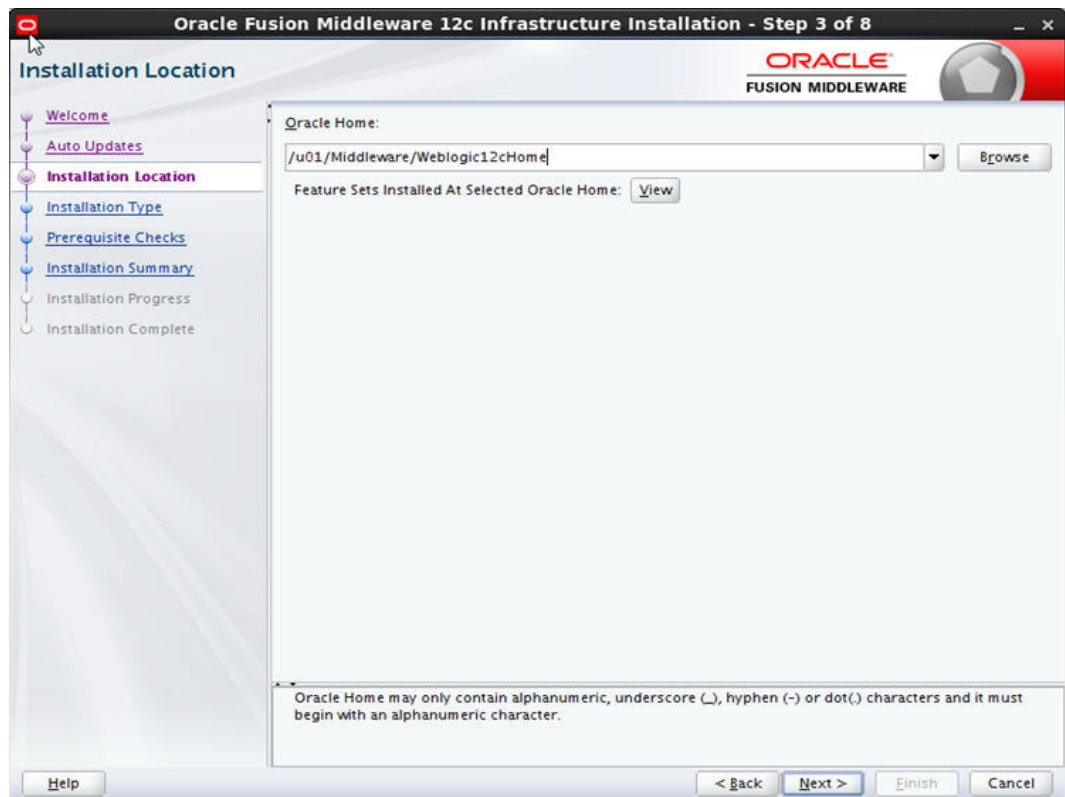 Oracle Fusion Middleware 12c Infrastructure Installation - Step 3 of 8
Installation Location
ORACLE
FUSION MIDDLEWARE
Welcome
Auto Updates
Installation Location
Installation Type
Prerequisite Checks
Installation Summary
Installation Progress
Installation Complete
Oracle Home:
/u01/Middleware/Weblogic12cHome
Browse
Feature Sets Installed At Selected Oracle Home: View
Oracle Home may only contain alphanumeric, underscore (_), hyphen (-) or dot(.) characters and it must
begin with an alphanumeric character.
Help
< Back Next > Finish Cancel